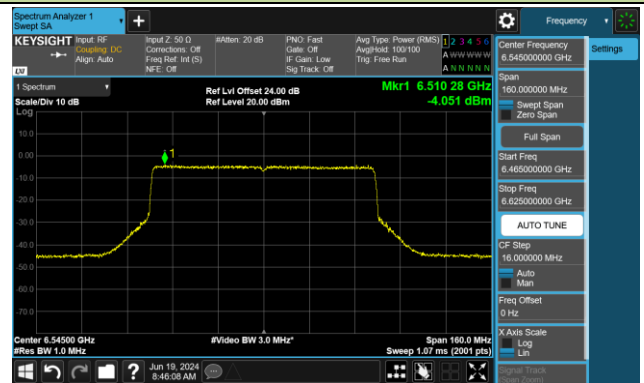 Spectrum Analyzer 1
Swept SA
Frequency
KEYSIGHT
Input: RF
Coupling: DC
Align: Auto
Input Z: 50 Ω
Corrections: Off
Freq Ref: Int (S)
NFE: Off
#Atten: 20 dB
PNO: Fast
Gate: Off
IF Gain: Low
Sig Track: Off
Avg Type: Power (RMS)
Avg|Hold: 100/100
Trig: Free Run
1 2 3 4 5 6
A W W W W W
A N N N N N
LXI
1 Spectrum
Scale/Div 10 dB
Log
Ref Lvl Offset 24.00 dB
Ref Level 20.00 dBm
Mkr1 6.510 28 GHz
-4.051 dBm
10.0
0.00
-10.0
-20.0
-30.0
-40.0
-50.0
-60.0
-70.0
1
Center 6.54500 GHz
#Res BW 1.0 MHz
#Video BW 3.0 MHz*
Span 160.0 MHz
Sweep 1.07 ms (2001 pts)
Jun 19, 2024
8:46:08 AM
Center Frequency
6.545000000 GHz
Settings
Span
160.000000 MHz
Swept Span
Zero Span
Full Span
Start Freq
6.465000000 GHz
Stop Freq
6.625000000 GHz
AUTO TUNE
CF Step
16.000000 MHz
Auto
Man
Freq Offset
0 Hz
X Axis Scale
Log
Lin
Signal Track
(Span Zoom)